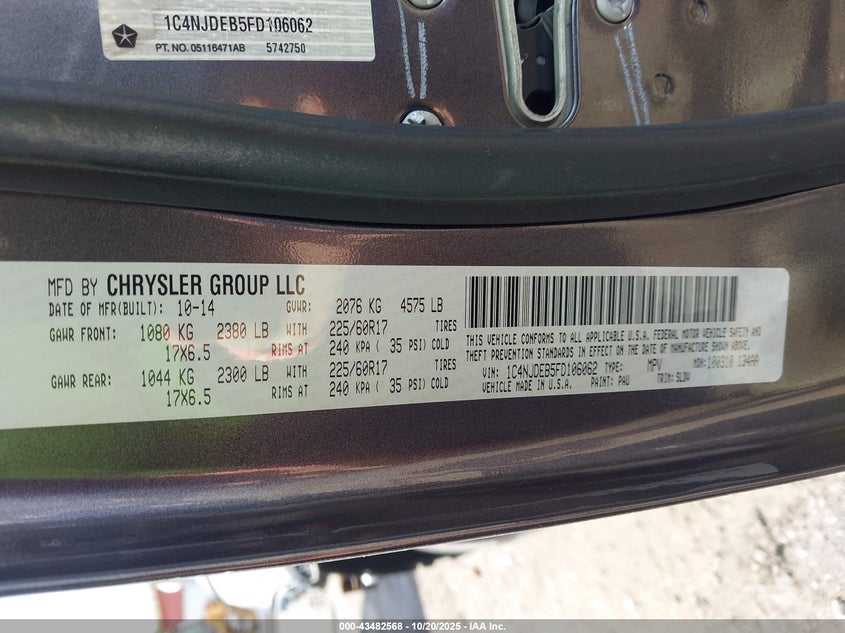 1C4NJDEB5FD106062
PT. NO. 05116471AB 5742750
MFD BY CHRYSLER GROUP LLC
DATE OF MFR(BUILT): 10-14 GVWR: 2076 KG 4575 LB
GAWR FRONT: 1080 KG 2380 LB WITH 225/60R17 TIRES
17X6.5 RIMS AT 240 KPA ( 35 PSI) COLD
GAWR REAR: 1044 KG 2300 LB WITH 225/60R17 TIRES
17X6.5 RIMS AT 240 KPA ( 35 PSI) COLD
THIS VEHICLE CONFORMS TO ALL APPLICABLE U.S.A. FEDERAL MOTOR VEHICLE SAFETY AND
THEFT PREVENTION STANDARDS IN EFFECT ON THE DATE OF MANUFACTURE SHOWN ABOVE.
VIN: 1C4NJDEB5FD106062 TYPE: MPV MDH: 100310 134AA
VEHICLE MADE IN U.S.A. PAINT: PAU TRIM: SLDV
000-43482568 | 10/20/2025 | IAA Inc.